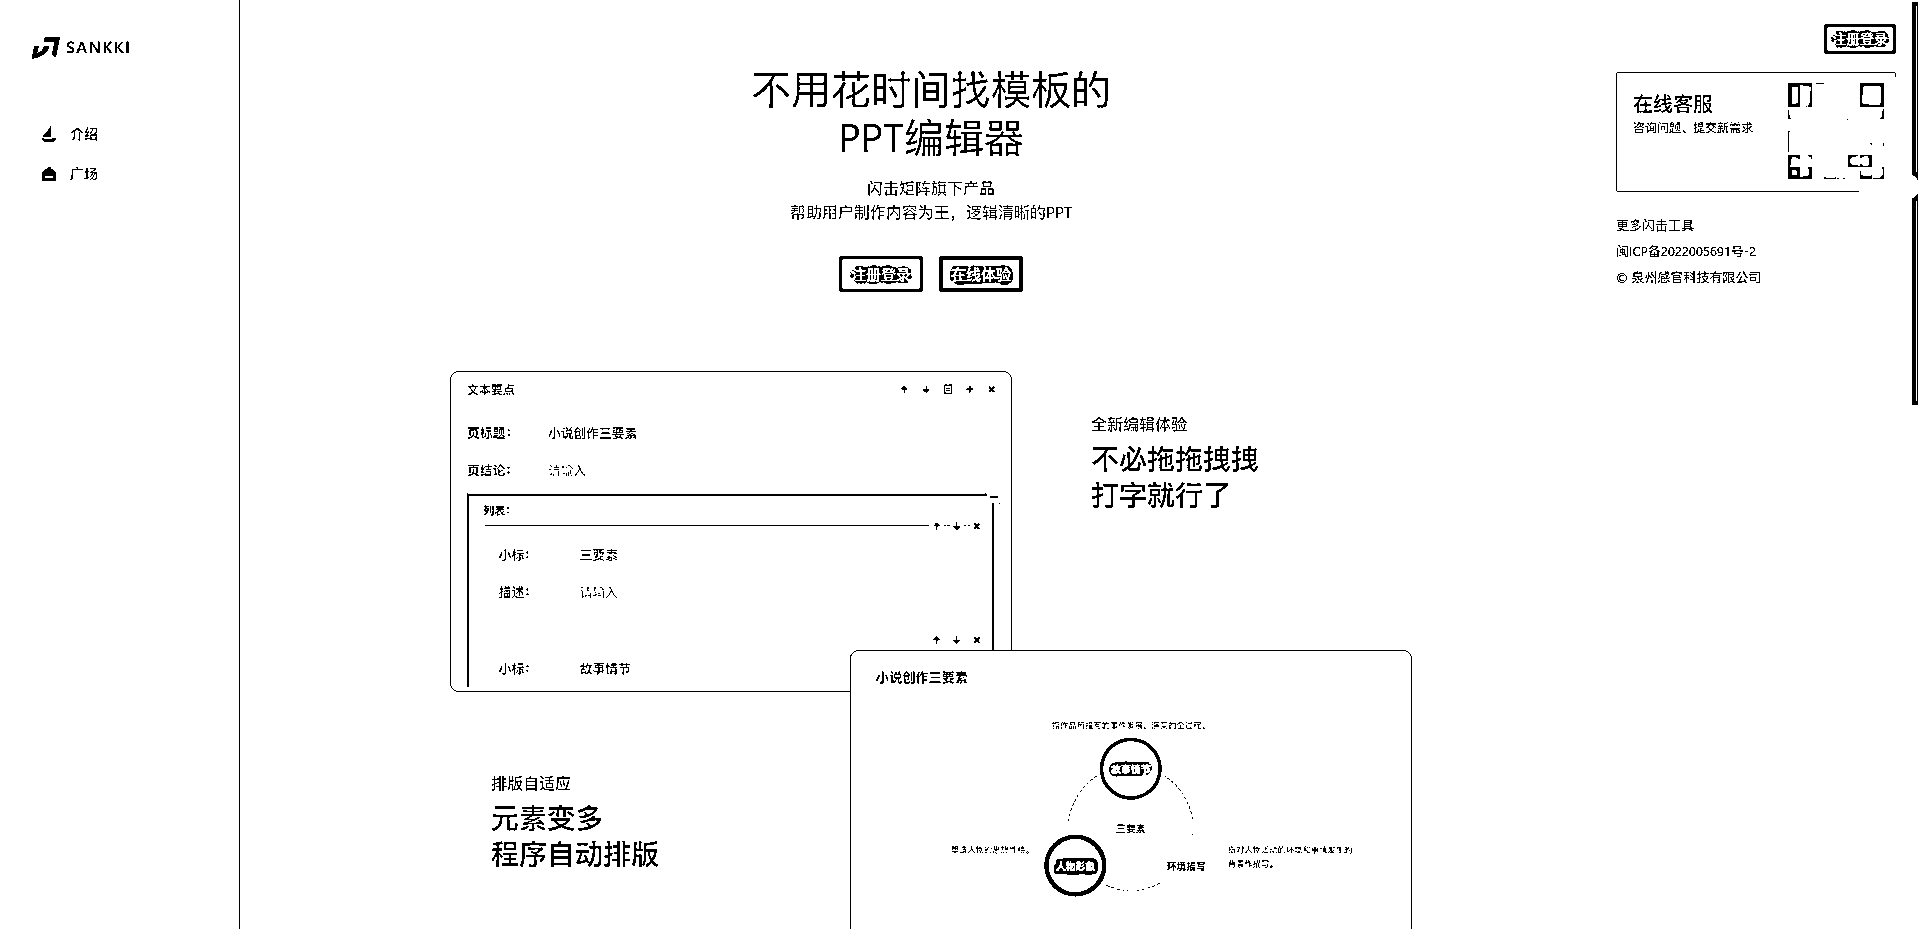 SANKKI
介绍
广场
不用花时间找模板的
PPT编辑器
闪击矩阵旗下产品
帮助用户制作内容为王，逻辑清晰的PPT
注册登录
在线体验
注册登录
在线客服
咨询问题、提交新需求
更多闪击工具
闽ICP备2022005691号-2
© 泉州感官科技有限公司
文本要点
页标题： 小说创作三要素
页结论： 请输入
列表：
小标： 三要素
描述： 请输入
小标： 故事情节
全新编辑体验
不必拖拖拽拽
打字就行了
小说创作三要素
故事情节
三要素
人物形象
环境描写
排版自适应
元素变多
程序自动排版